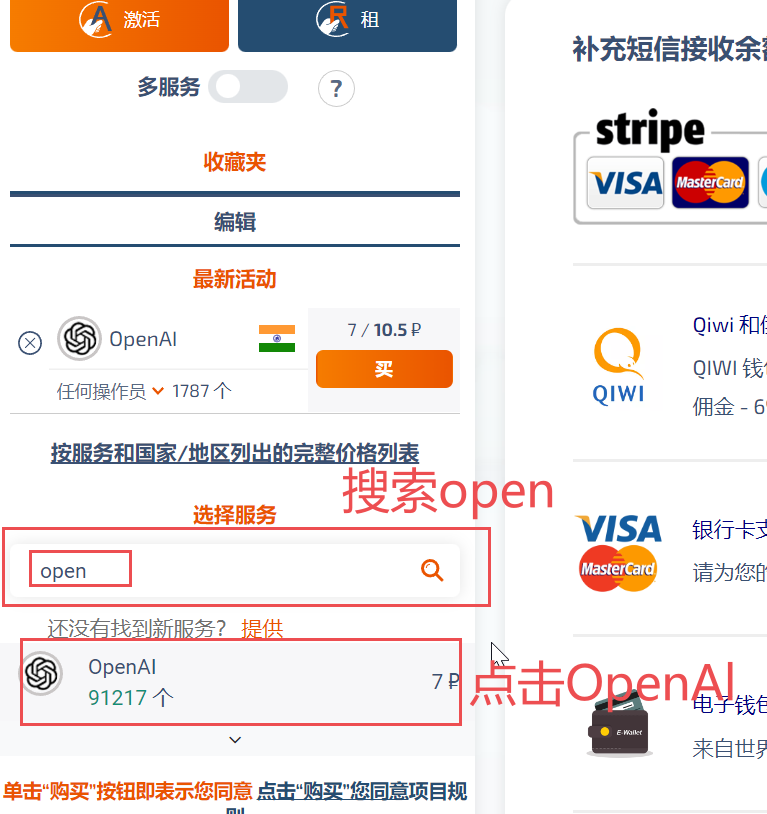 激活
租
多服务
?
收藏夹
编辑
最新活动
OpenAI
7 / 10.5 ₽
买
任何操作员
1787 个
按服务和国家/地区列出的完整价格列表
搜索open
选择服务
open
还没有找到新服务? 提供
OpenAI
91217 个
7 ₽
点击OpenAI
单击“购买”按钮即表示您同意 点击“购买”您同意项目规
补充短信接收余
stripe
VISA
MasterCard
Qiwi 和
QIWI 钱
佣金 - 6
QIWI
VISA
MasterCard
银行卡
请为您的
E-Wallet
电子钱包
来自世